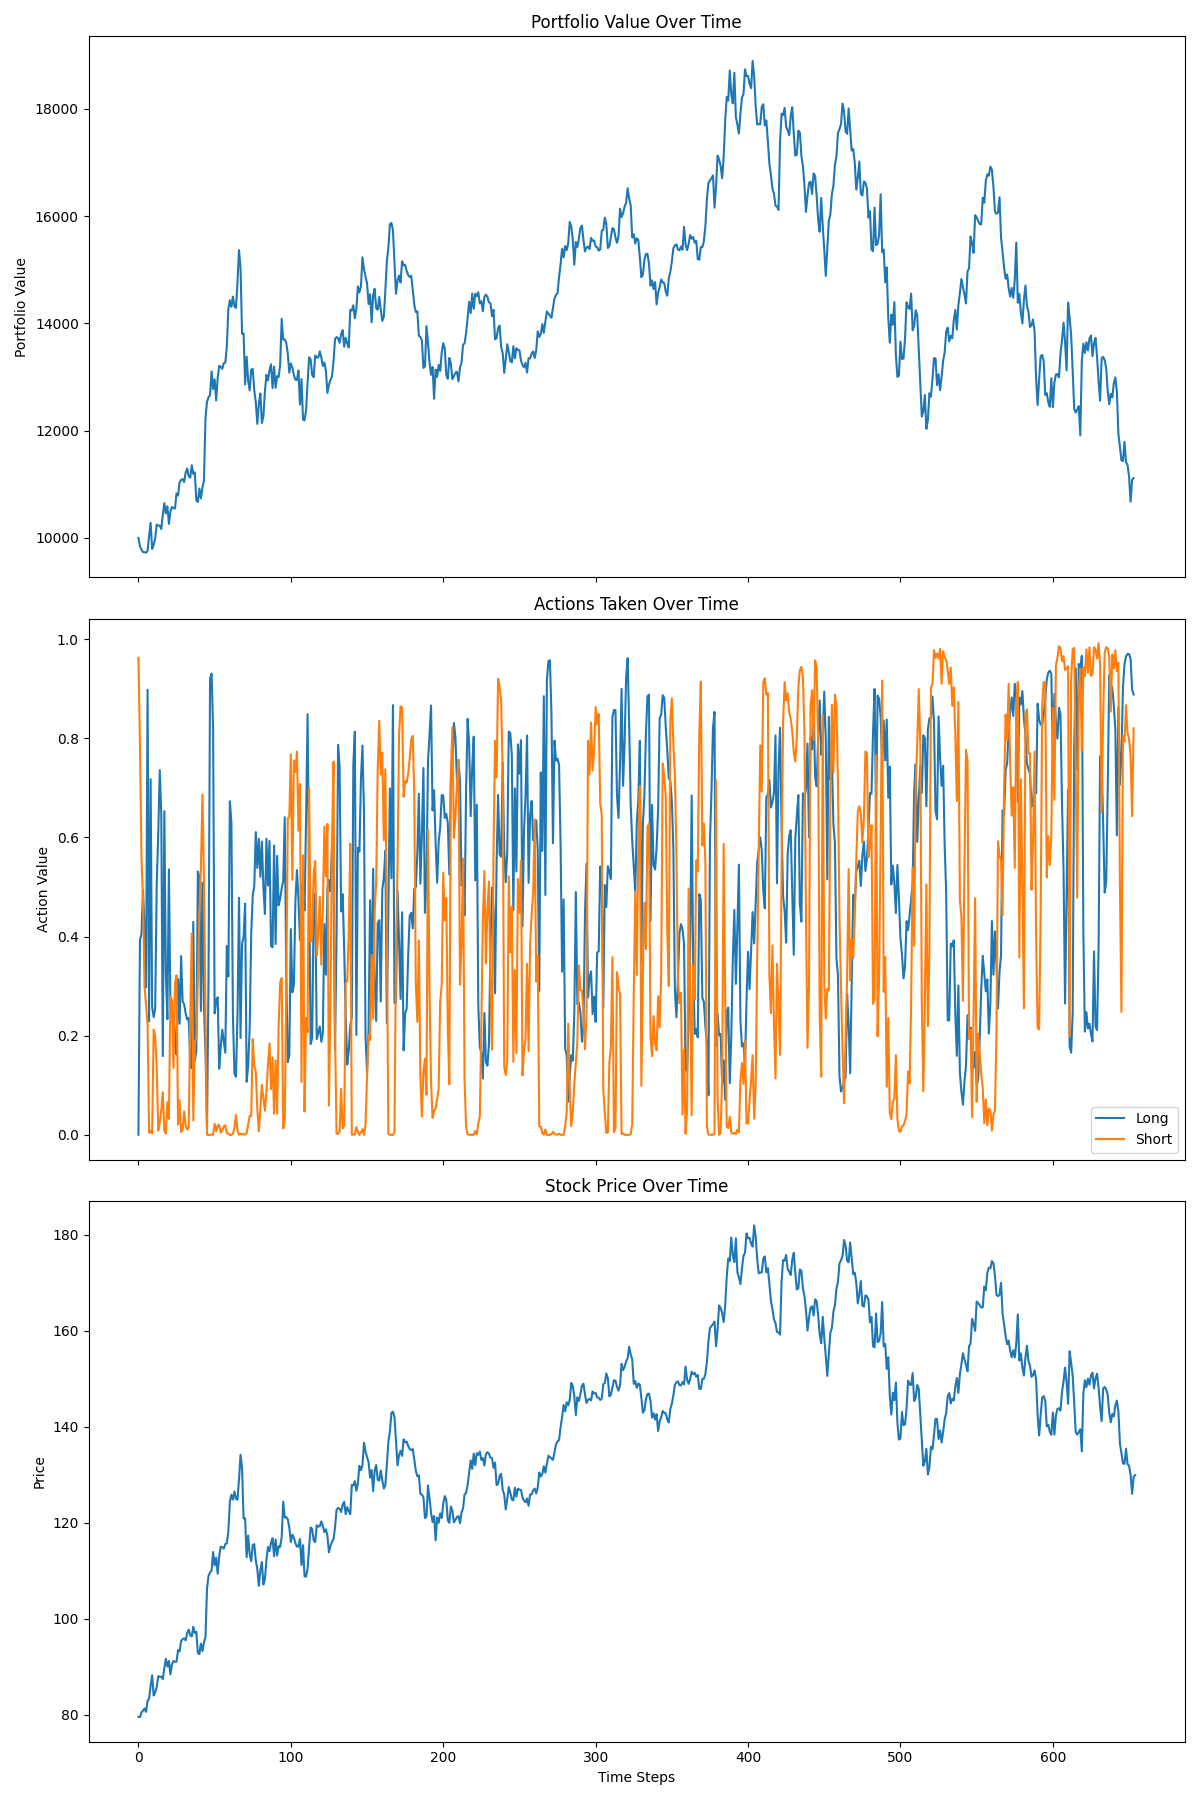 Portfolio Value Over Time
Portfolio Value
18000
16000
14000
12000
10000
Actions Taken Over Time
Action Value
1.0
0.8
0.6
0.4
0.2
0.0
Long
Short
Stock Price Over Time
Price
180
160
140
120
100
80
0 100 200 300 400 500 600
Time Steps